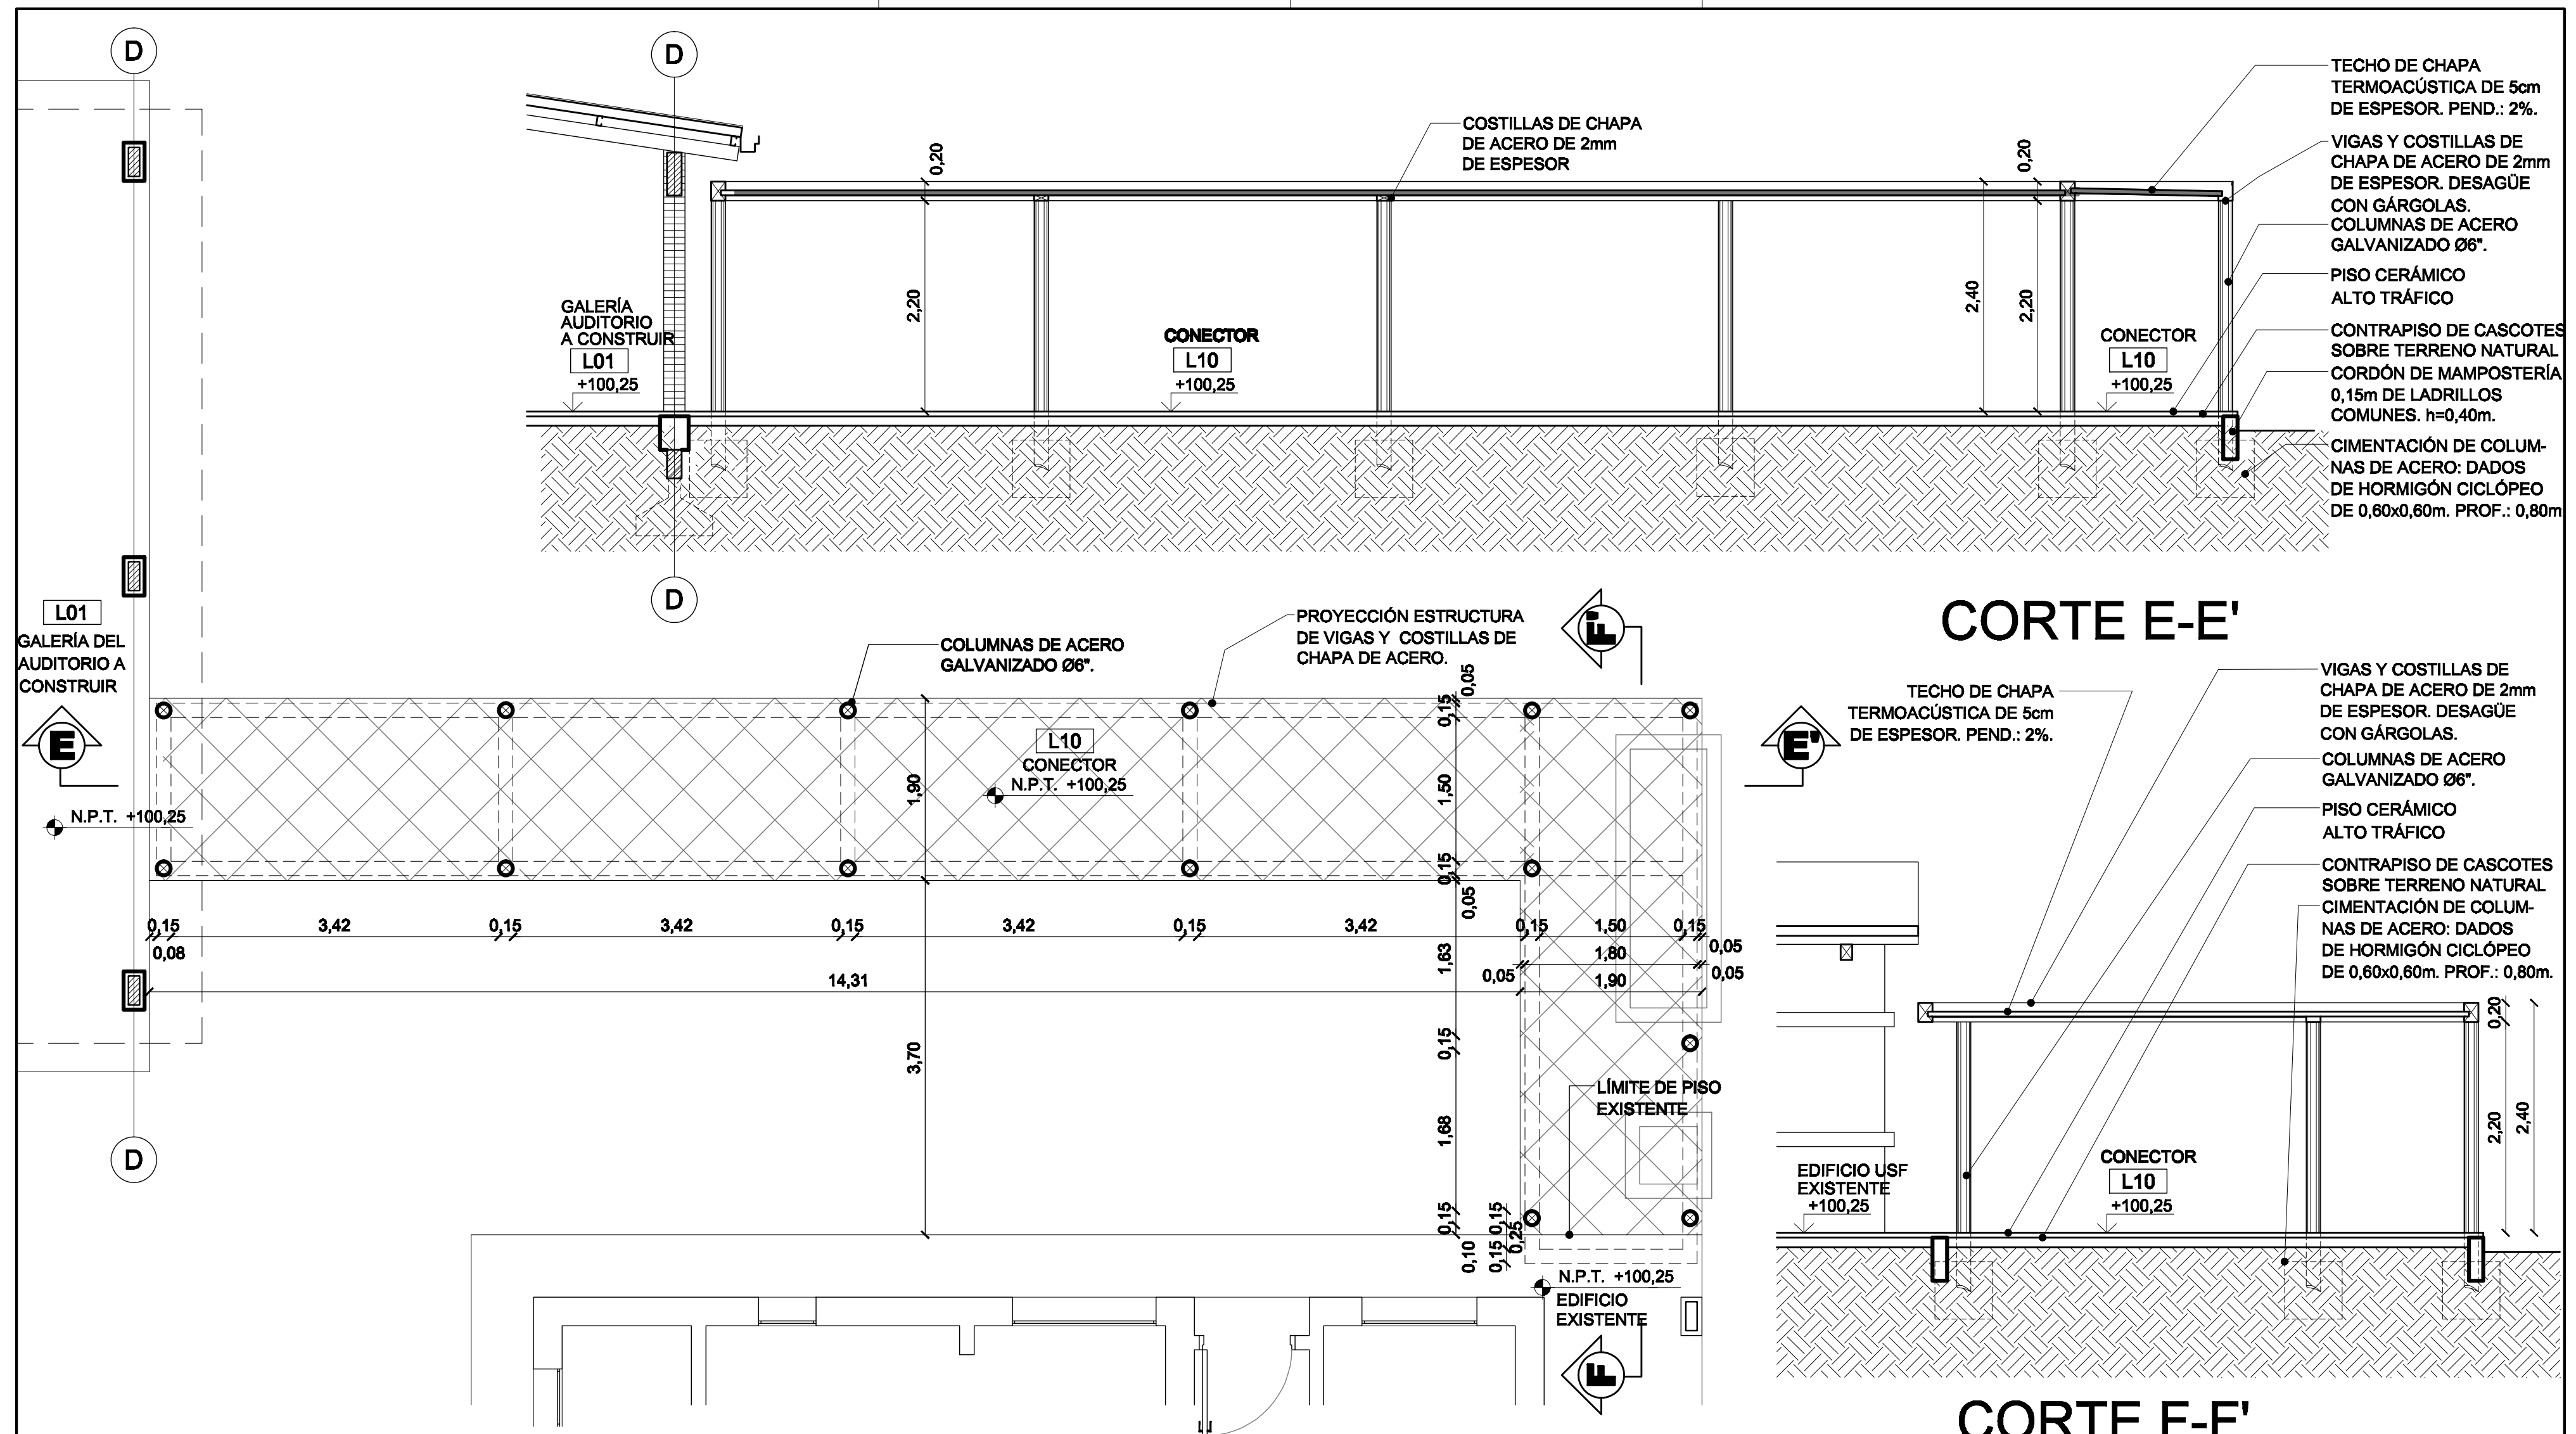 D
D
TECHO DE CHAPA
TERMOACÚSTICA DE 5cm
DE ESPESOR. PEND.: 2%.
VIGAS Y COSTILLAS DE
CHAPA DE ACERO DE 2mm
DE ESPESOR. DESAGÜE
CON GÁRGOLAS.
COLUMNAS DE ACERO
GALVANIZADO Ø6".
PISO CERÁMICO
ALTO TRÁFICO
CONTRAPISO DE CASCOTES
SOBRE TERRENO NATURAL
CORDÓN DE MAMPOSTERÍA
0,15m DE LADRILLOS
COMUNES. h=0,40m.
CIMENTACIÓN DE COLUM-
NAS DE ACERO: DADOS
DE HORMIGÓN CICLÓPEO
DE 0,60x0,60m. PROF.: 0,80m
COSTILLAS DE CHAPA
DE ACERO DE 2mm
DE ESPESOR
0,20
0,20
2,20
2,40
2,20
GALERÍA
AUDITORIO
A CONSTRUIR
L01
+100,25
CONECTOR
L10
+100,25
CONECTOR
L10
+100,25
D
CORTE E-E'
L01
GALERÍA DEL
AUDITORIO A
CONSTRUIR
E
N.P.T. +100,25
COLUMNAS DE ACERO
GALVANIZADO Ø6".
PROYECCIÓN ESTRUCTURA
DE VIGAS Y COSTILLAS DE
CHAPA DE ACERO.
F'
E'
L10
CONECTOR
N.P.T. +100,25
1,90
0,05
0,15
1,50
0,15
0,05
0,15
3,42
0,15
3,42
0,15
3,42
0,15
3,42
0,15
1,50
0,15
0,08
0,05
1,80
0,05
0,05
14,31
1,90
1,63
0,15
3,70
1,68
LÍMITE DE PISO
EXISTENTE
0,15
0,15
0,25
0,10
0,15
D
N.P.T. +100,25
EDIFICIO
EXISTENTE
F
TECHO DE CHAPA
TERMOACÚSTICA DE 5cm
DE ESPESOR. PEND.: 2%.
VIGAS Y COSTILLAS DE
CHAPA DE ACERO DE 2mm
DE ESPESOR. DESAGÜE
CON GÁRGOLAS.
COLUMNAS DE ACERO
GALVANIZADO Ø6".
PISO CERÁMICO
ALTO TRÁFICO
CONTRAPISO DE CASCOTES
SOBRE TERRENO NATURAL
CIMENTACIÓN DE COLUM-
NAS DE ACERO: DADOS
DE HORMIGÓN CICLÓPEO
DE 0,60x0,60m. PROF.: 0,80m.
0,20
2,20
2,40
EDIFICIO USF
EXISTENTE
+100,25
CONECTOR
L10
+100,25
CORTE F-F'